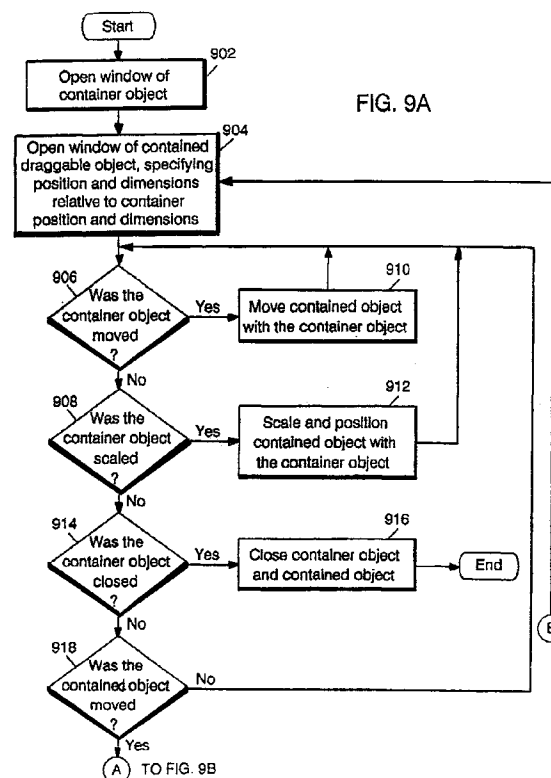 Start
902
Open window of
container object
FIG. 9A
904
Open window of contained
draggable object, specifying
position and dimensions
relative to container
position and dimensions
906
Was the
container object
moved
?
Yes
910
Move contained object
with the container object
No
908
Was the
container object
scaled
?
Yes
912
Scale and position
contained object with
the container object
No
914
Was the
container object
closed
?
Yes
916
Close container object
and contained object
End
No
918
Was the
contained object
moved
?
No
Yes
A
TO FIG. 9B